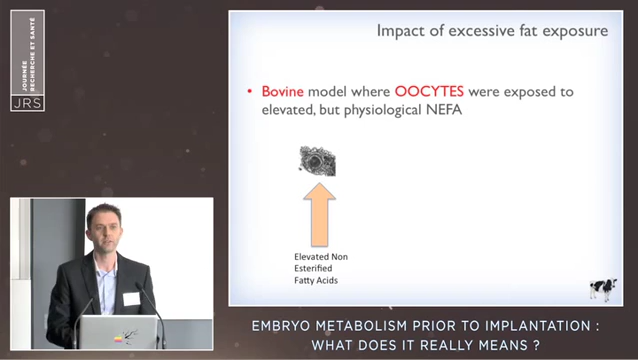 JOURNÉE
RECHERCHE ET SANTÉ
JRS
Impact of excessive fat exposure
• Bovine model where OOCYTES were exposed to
elevated, but physiological NEFA
Elevated Non
Esterified
Fatty Acids
EMBRYO METABOLISM PRIOR TO IMPLANTATION :
WHAT DOES IT REALLY MEANS ?